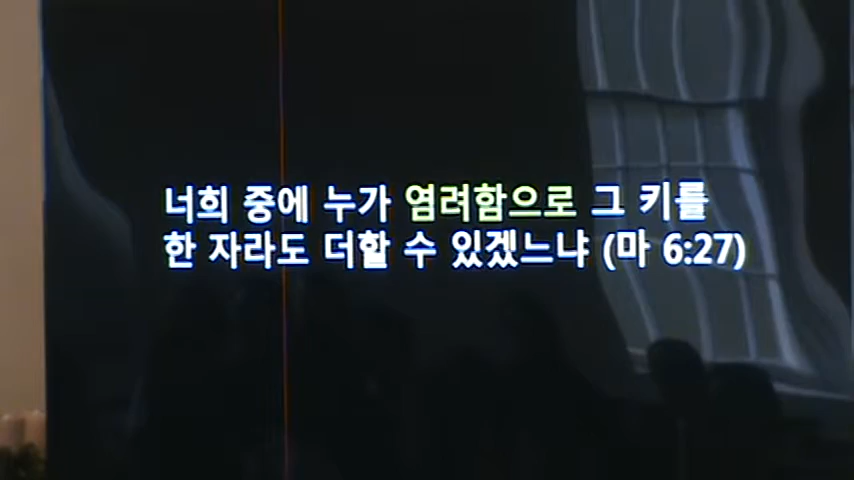 너희 중에 누가 염려함으로 그 키를
한 자라도 더할 수 있겠느냐 (마 6:27)